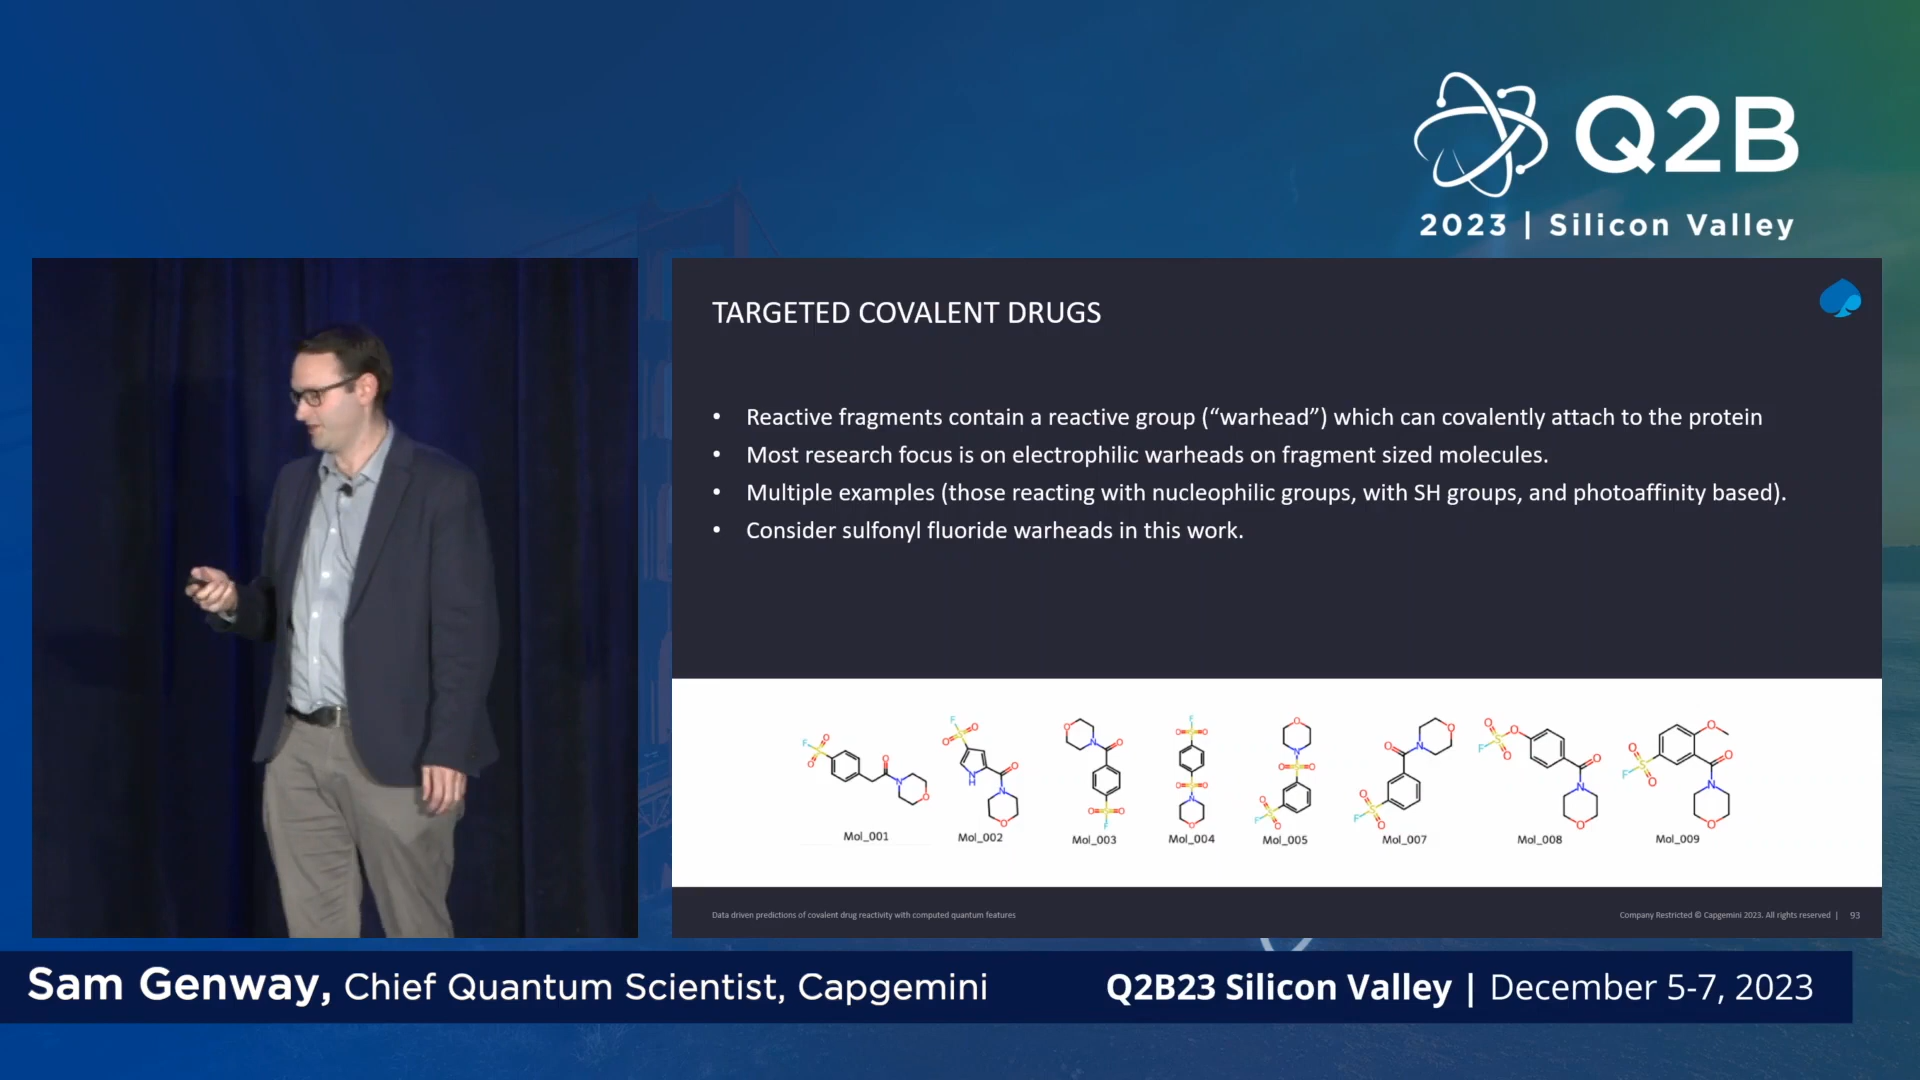 Q2B
2023 | Silicon Valley
TARGETED COVALENT DRUGS
• Reactive fragments contain a reactive group (“warhead”) which can covalently attach to the protein
• Most research focus is on electrophilic warheads on fragment sized molecules.
• Multiple examples (those reacting with nucleophilic groups, with SH groups, and photoaffinity based).
• Consider sulfonyl fluoride warheads in this work.
Mol_001 Mol_002 Mol_003 Mol_004 Mol_005 Mol_007 Mol_008 Mol_009
Data driven predictions of covalent drug reactivity with computed quantum features
Company Restricted © Capgemini 2023. All rights reserved | 93
Sam Genway, Chief Quantum Scientist, Capgemini
Q2B23 Silicon Valley | December 5-7, 2023